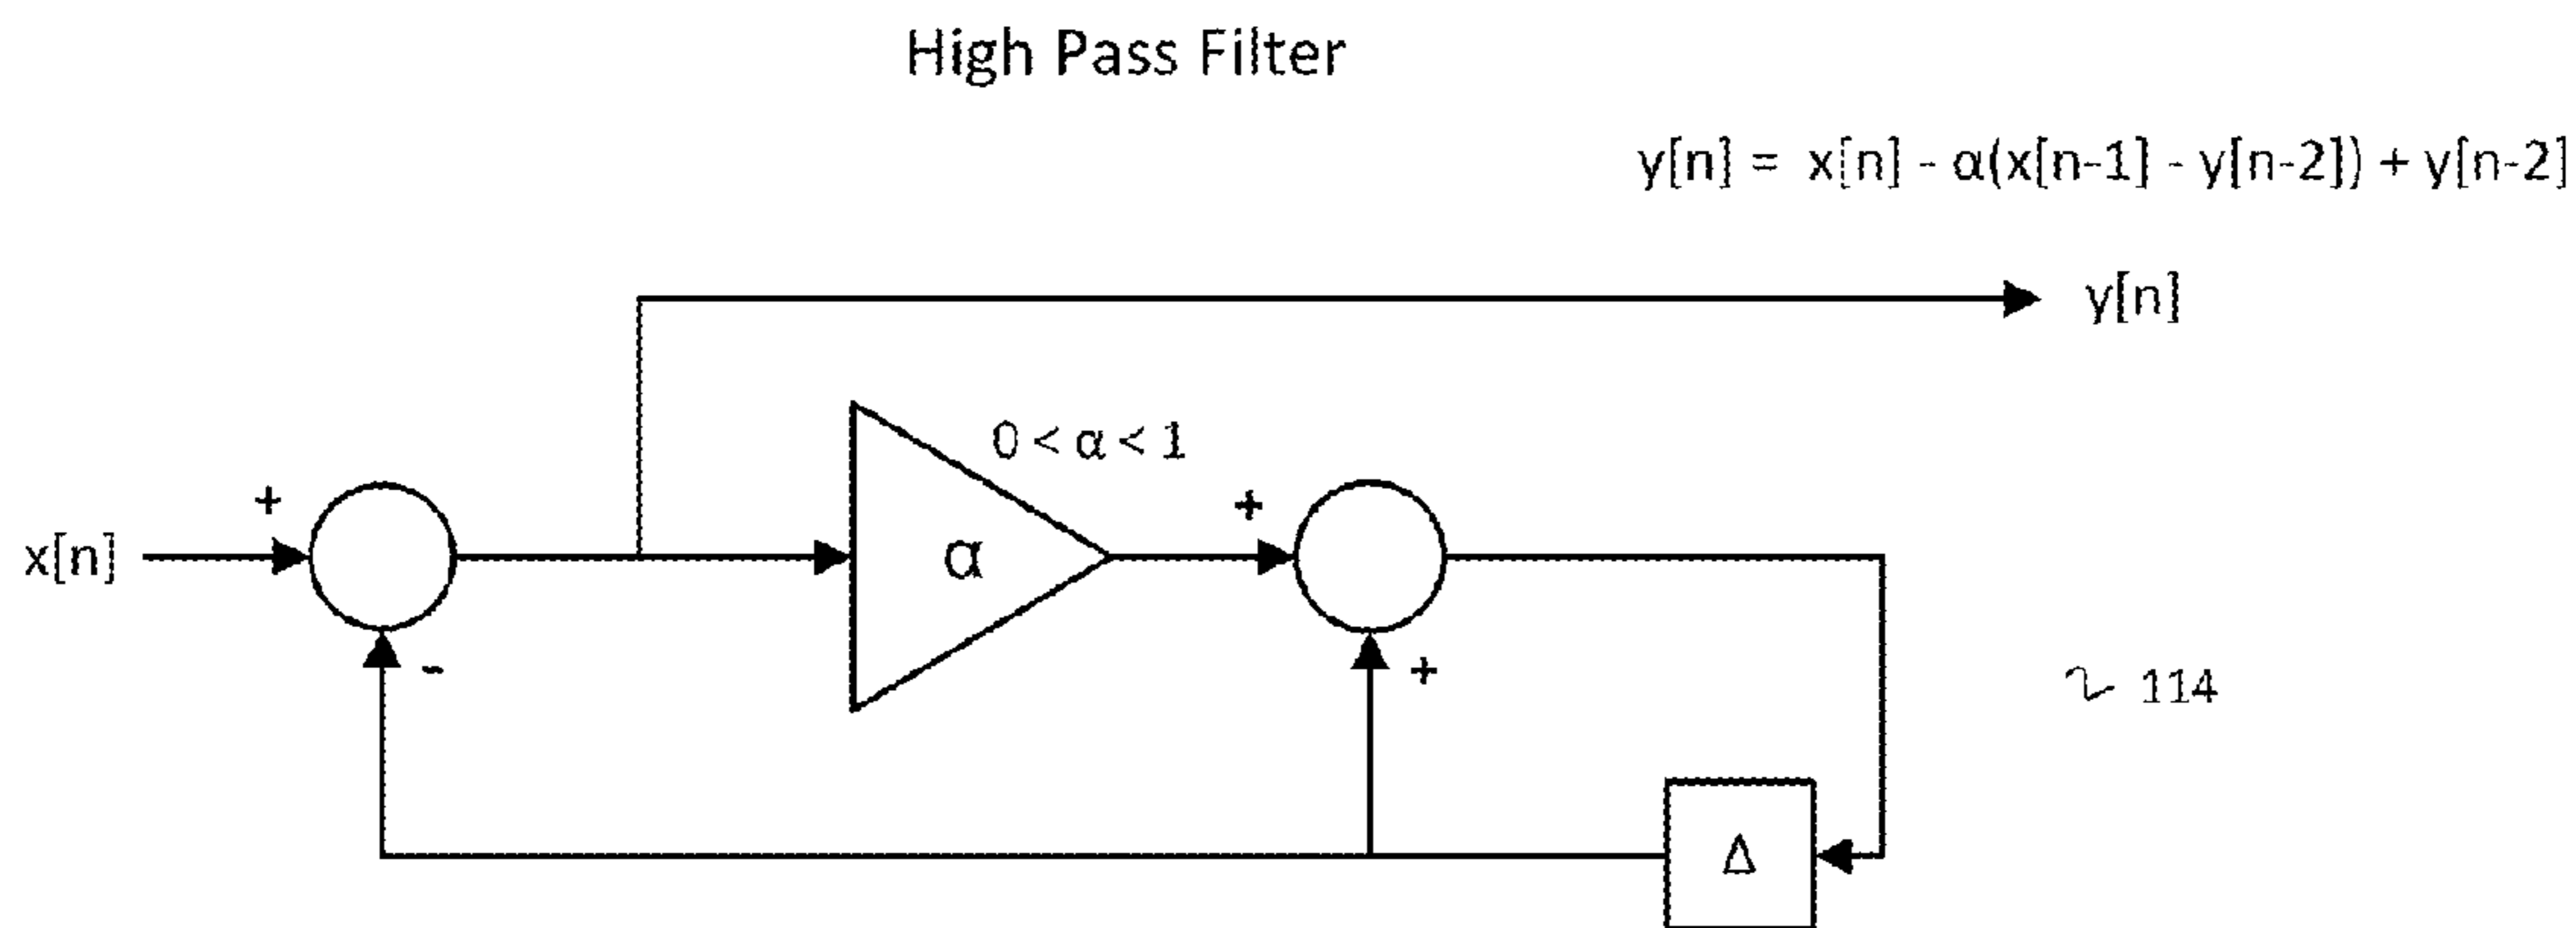 High Pass Filter
y[n] = x[n] - α(x[n-1] - y[n-2]) + y[n-2]
y[n]
0 < α < 1
+
+
x[n]
α
-
+
114
Δ